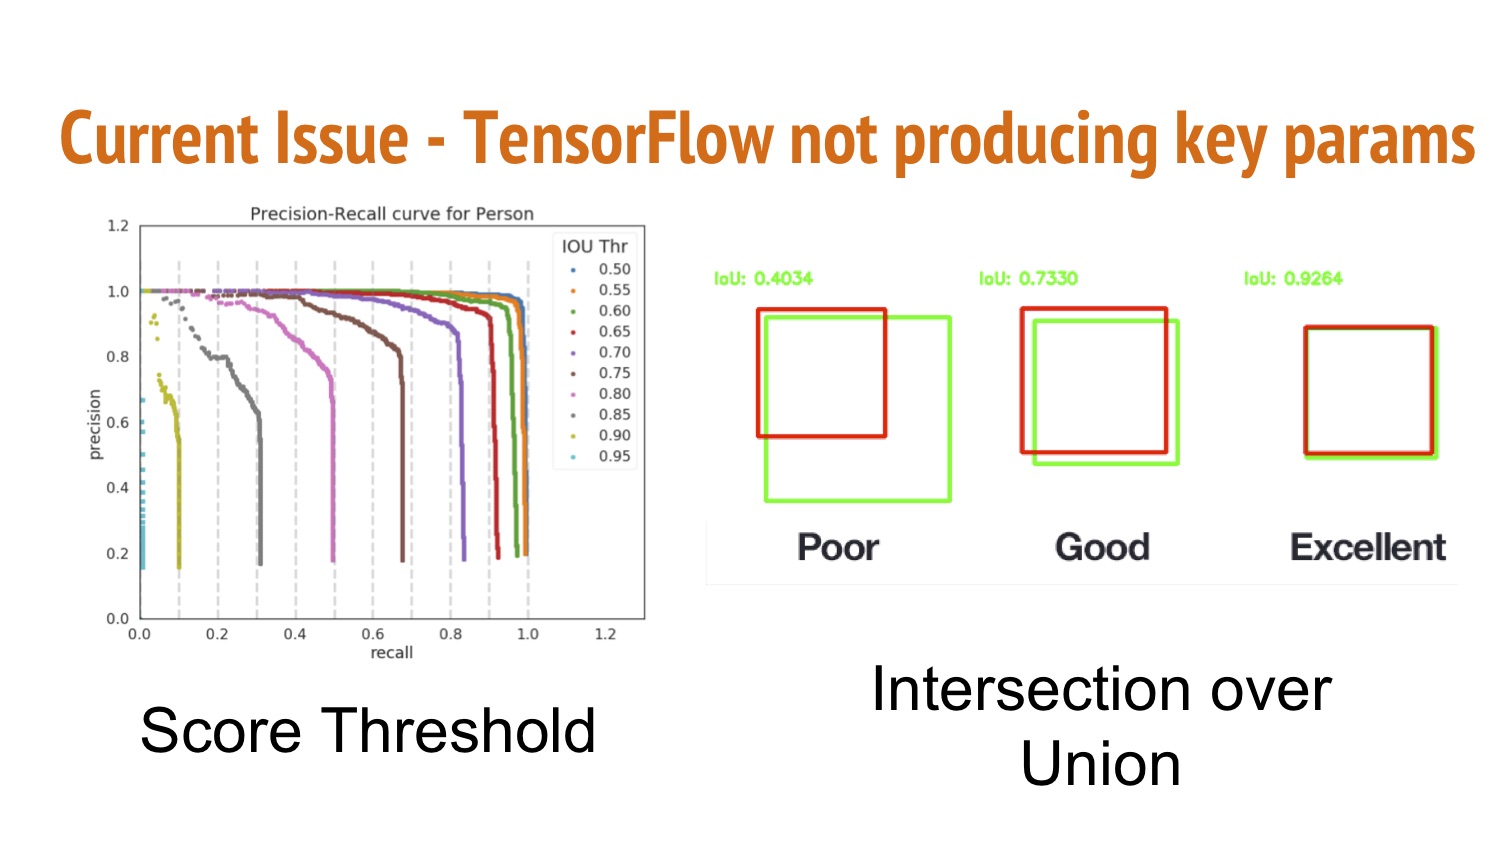 Current Issue - TensorFlow not producing key params
Precision-Recall curve for Person
1.2
1.0
0.8
0.6
0.4
0.2
0.0
precision
0.0 0.2 0.4 0.6 0.8 1.0 1.2
recall
IOU Thr
0.50
0.55
0.60
0.65
0.70
0.75
0.80
0.85
0.90
0.95
Score Threshold
IoU: 0.4034 IoU: 0.7330 IoU: 0.9264
Poor Good Excellent
Intersection over
Union